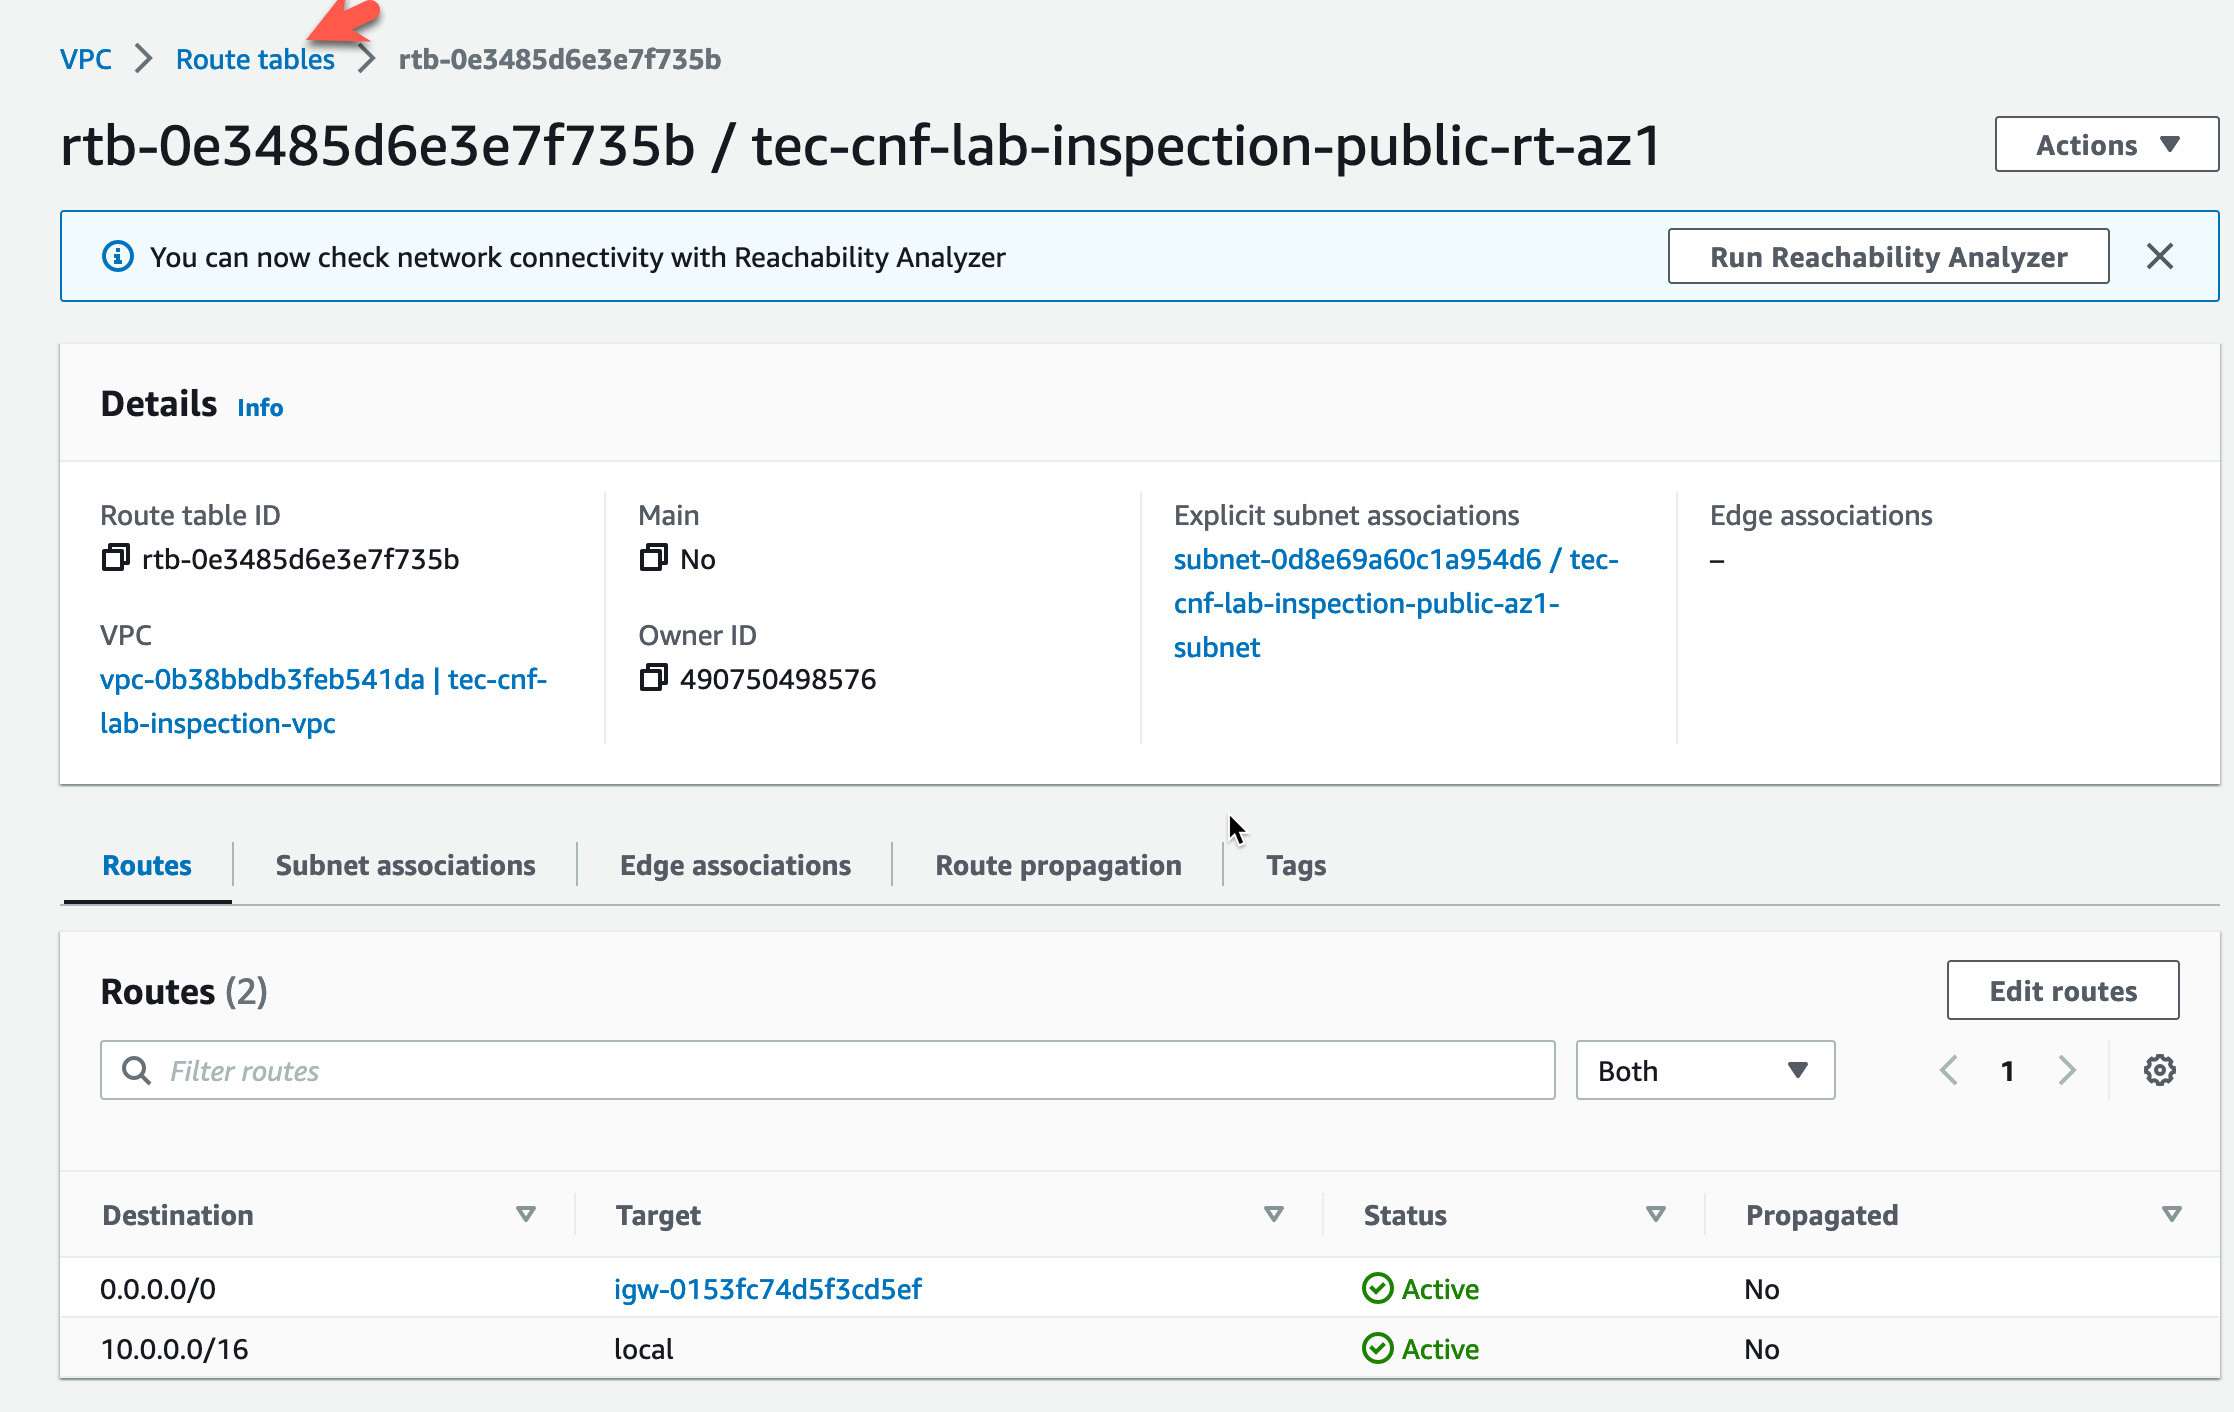 VPC > Route tables > rtb-0e3485d6e3e7f735b
rtb-0e3485d6e3e7f735b / tec-cnf-lab-inspection-public-rt-az1
Actions
You can now check network connectivity with Reachability Analyzer
Run Reachability Analyzer
Details Info
Route table ID
rtb-0e3485d6e3e7f735b
VPC
vpc-0b38bbdb3feb541da | tec-cnf-
lab-inspection-vpc
Main
No
Owner ID
490750498576
Explicit subnet associations
subnet-0d8e69a60c1a954d6 / tec-
cnf-lab-inspection-public-az1-
subnet
Edge associations
–
Routes Subnet associations Edge associations Route propagation Tags
Routes (2)
Edit routes
Filter routes
Both
1
Destination Target Status Propagated
0.0.0.0/0 igw-0153fc74d5f3cd5ef Active No
10.0.0.0/16 local Active No